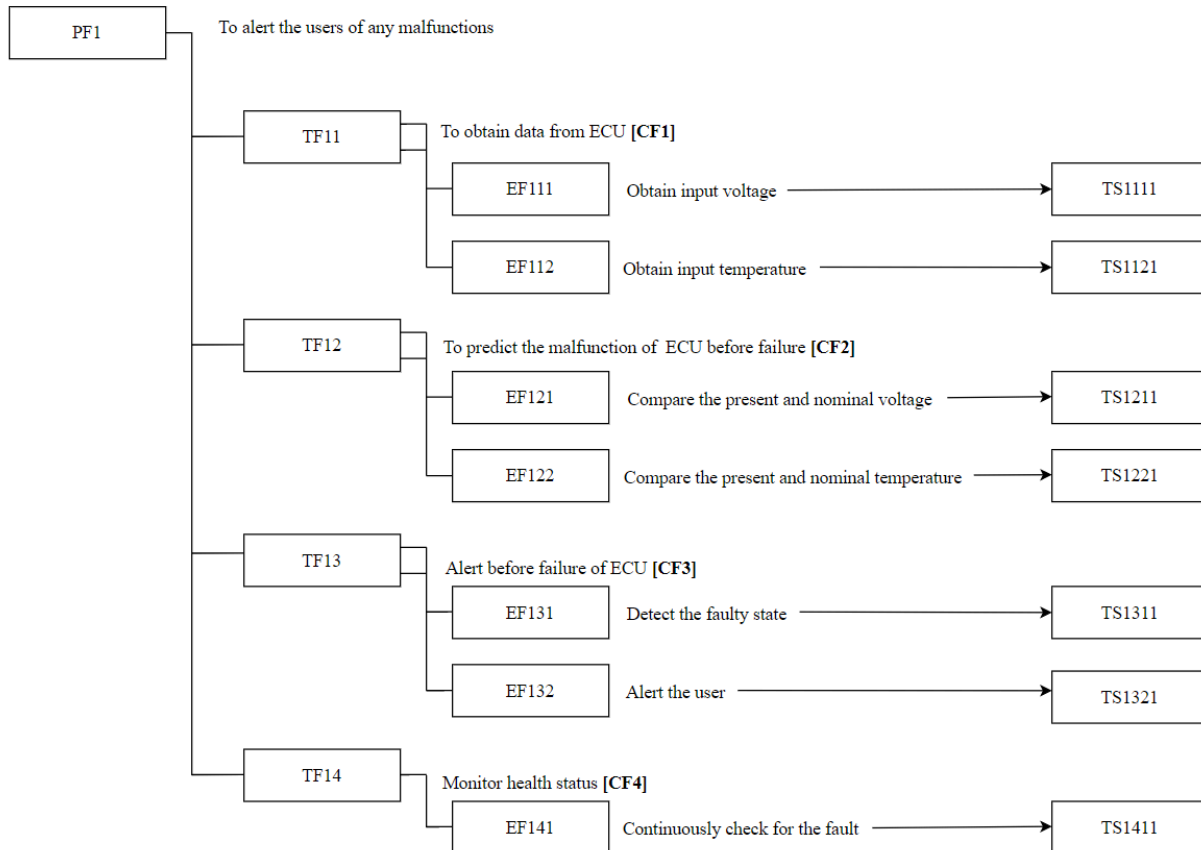 PF1
To alert the users of any malfunctions
TF11
To obtain data from ECU [CF1]
EF111
Obtain input voltage
TS1111
EF112
Obtain input temperature
TS1121
TF12
To predict the malfunction of ECU before failure [CF2]
EF121
Compare the present and nominal voltage
TS1211
EF122
Compare the present and nominal temperature
TS1221
TF13
Alert before failure of ECU [CF3]
EF131
Detect the faulty state
TS1311
EF132
Alert the user
TS1321
TF14
Monitor health status [CF4]
EF141
Continuously check for the fault
TS1411